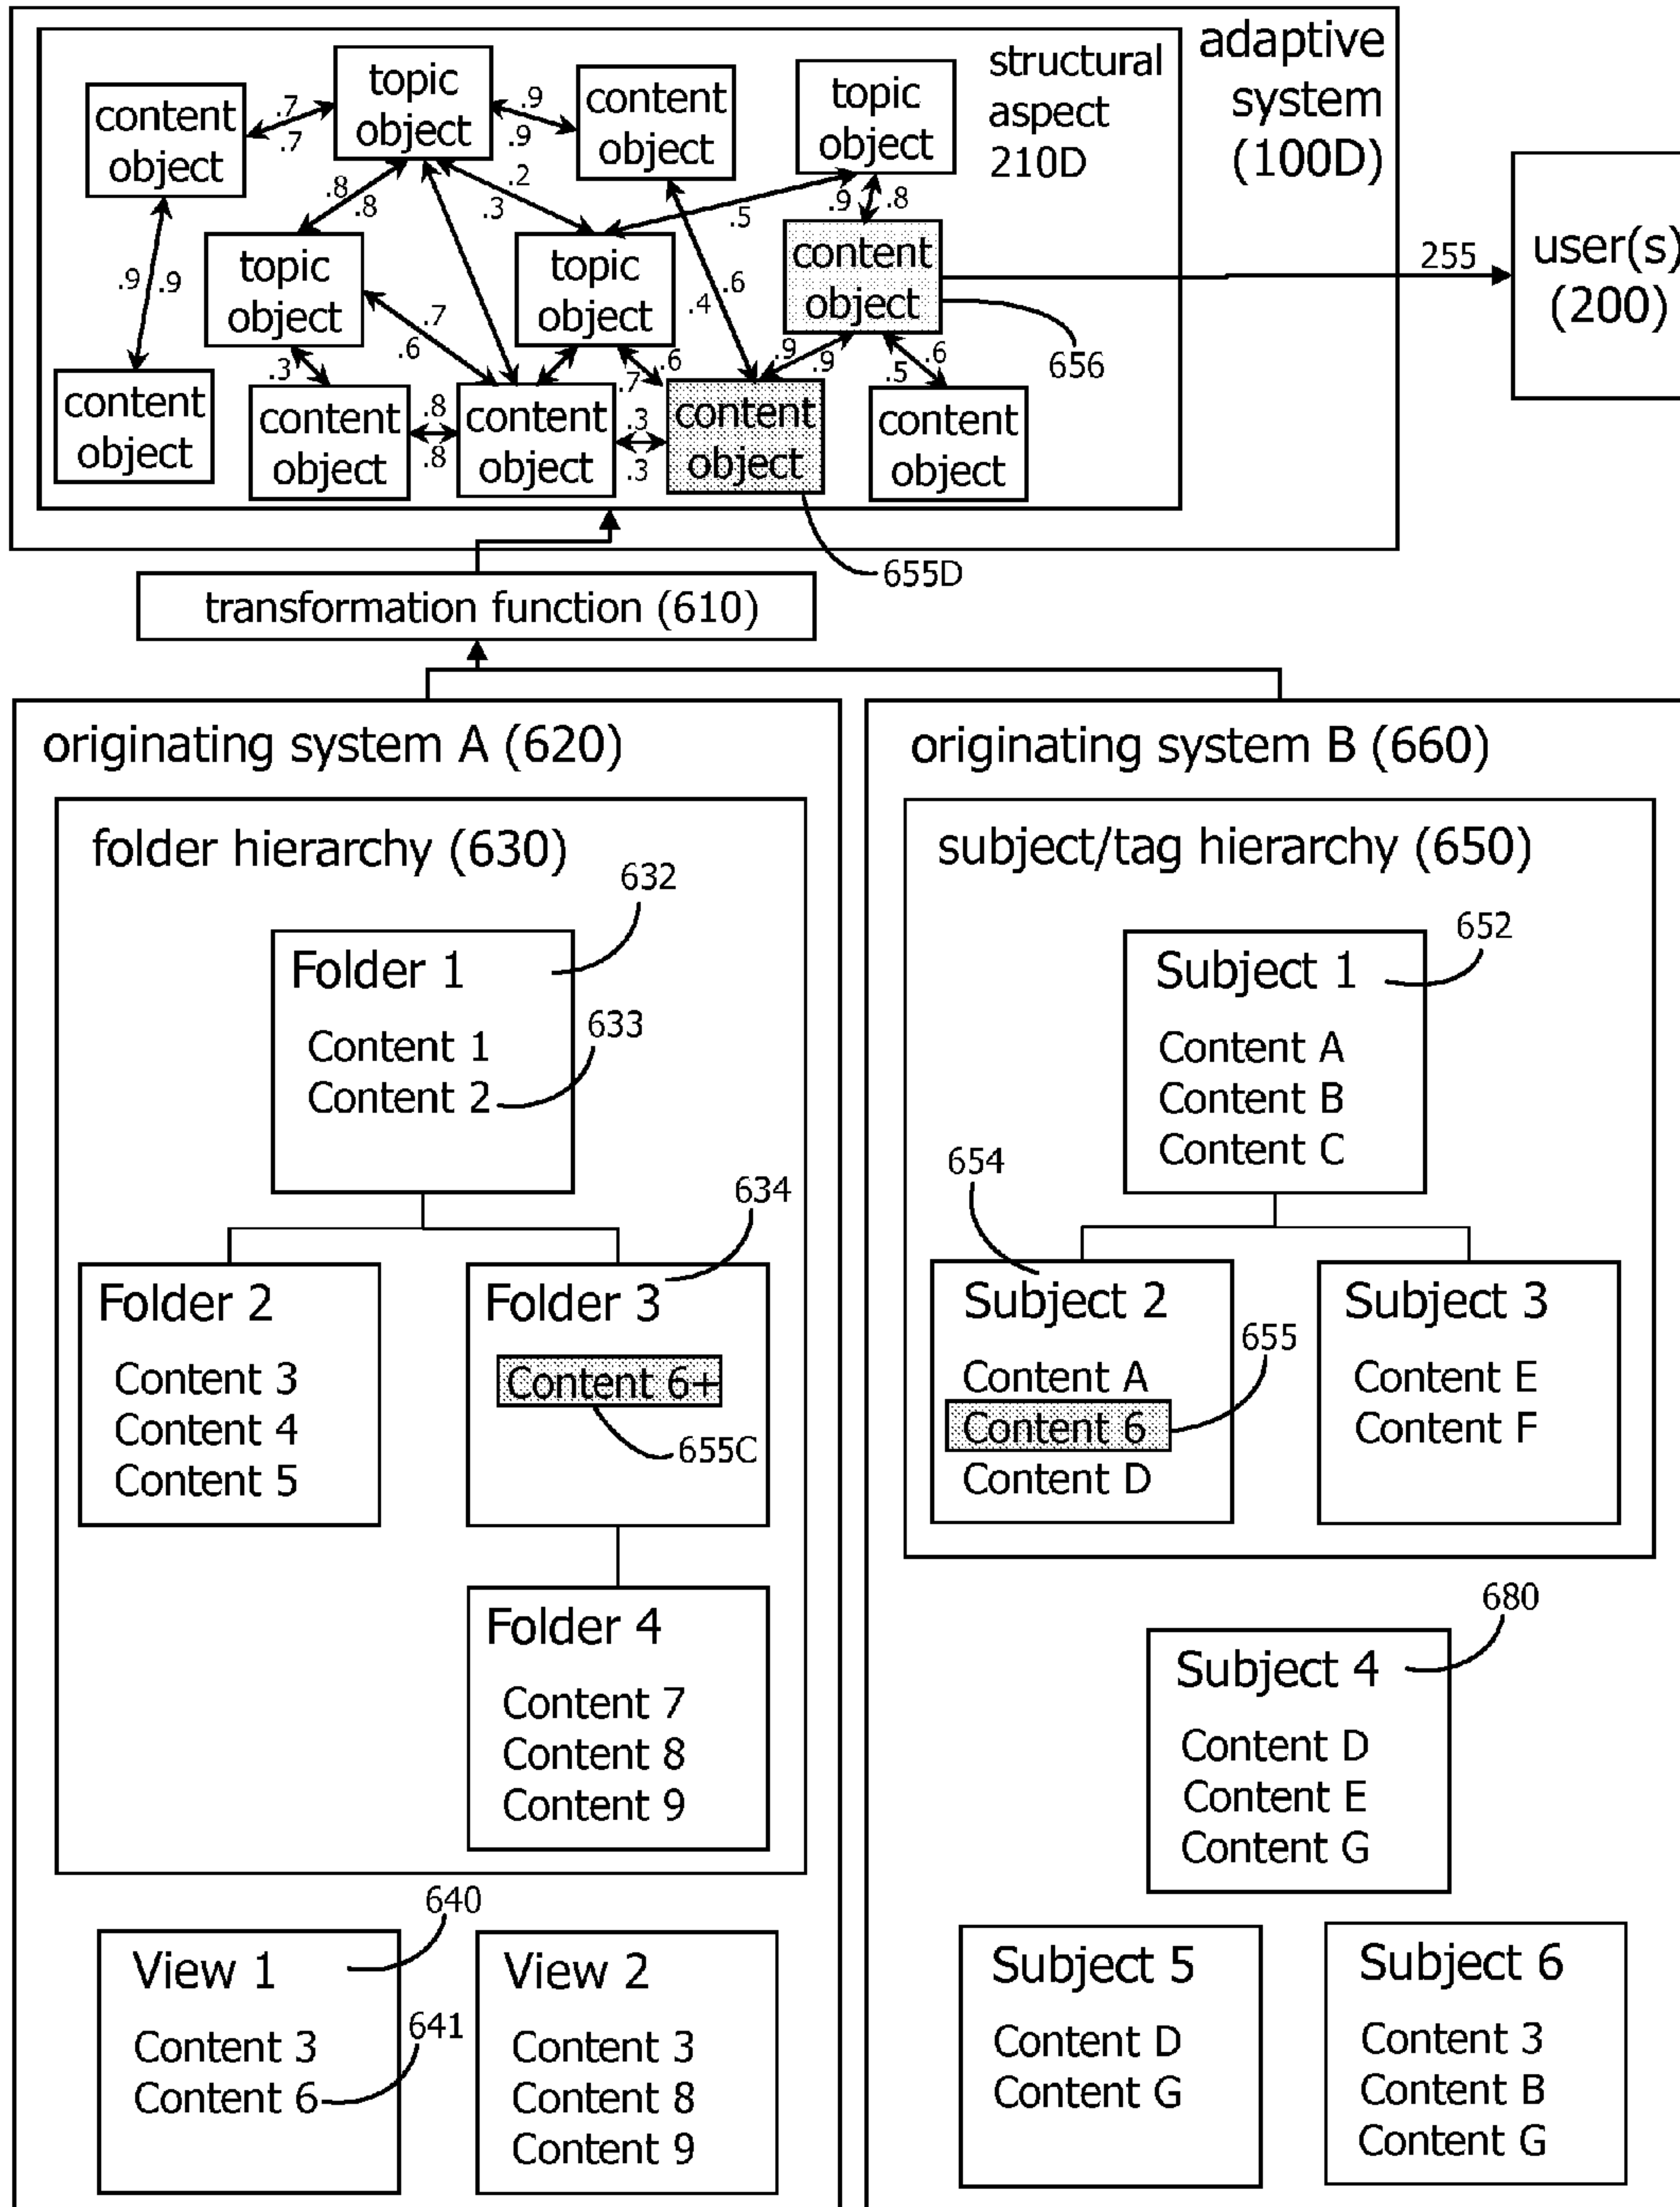 adaptive
system
(100D)
structural
aspect
210D
topic
object
content
object
content
object
topic
object
.7
.7
.9
.9
.8
.8
.2
.3
.5
.9
.8
topic
object
topic
object
content
object
255
user(s)
(200)
656
.9
.9
.7
.6
.4
.6
.3
.6
.7
.9
.9
.6
.5
content
object
content
object
content
object
content
object
content
object
.8
.8
.3
.3
655D
transformation function (610)
originating system A (620)
folder hierarchy (630)
632
Folder 1
633
Content 1
Content 2
634
Folder 2
Content 3
Content 4
Content 5
Folder 3
Content 6+
655C
Folder 4
Content 7
Content 8
Content 9
640
View 1
641
Content 3
Content 6
View 2
Content 3
Content 8
Content 9
originating system B (660)
subject/tag hierarchy (650)
652
Subject 1
Content A
Content B
Content C
654
Subject 2
655
Content A
Content 6
Content D
Subject 3
Content E
Content F
680
Subject 4
Content D
Content E
Content G
Subject 5
Content D
Content G
Subject 6
Content 3
Content B
Content G